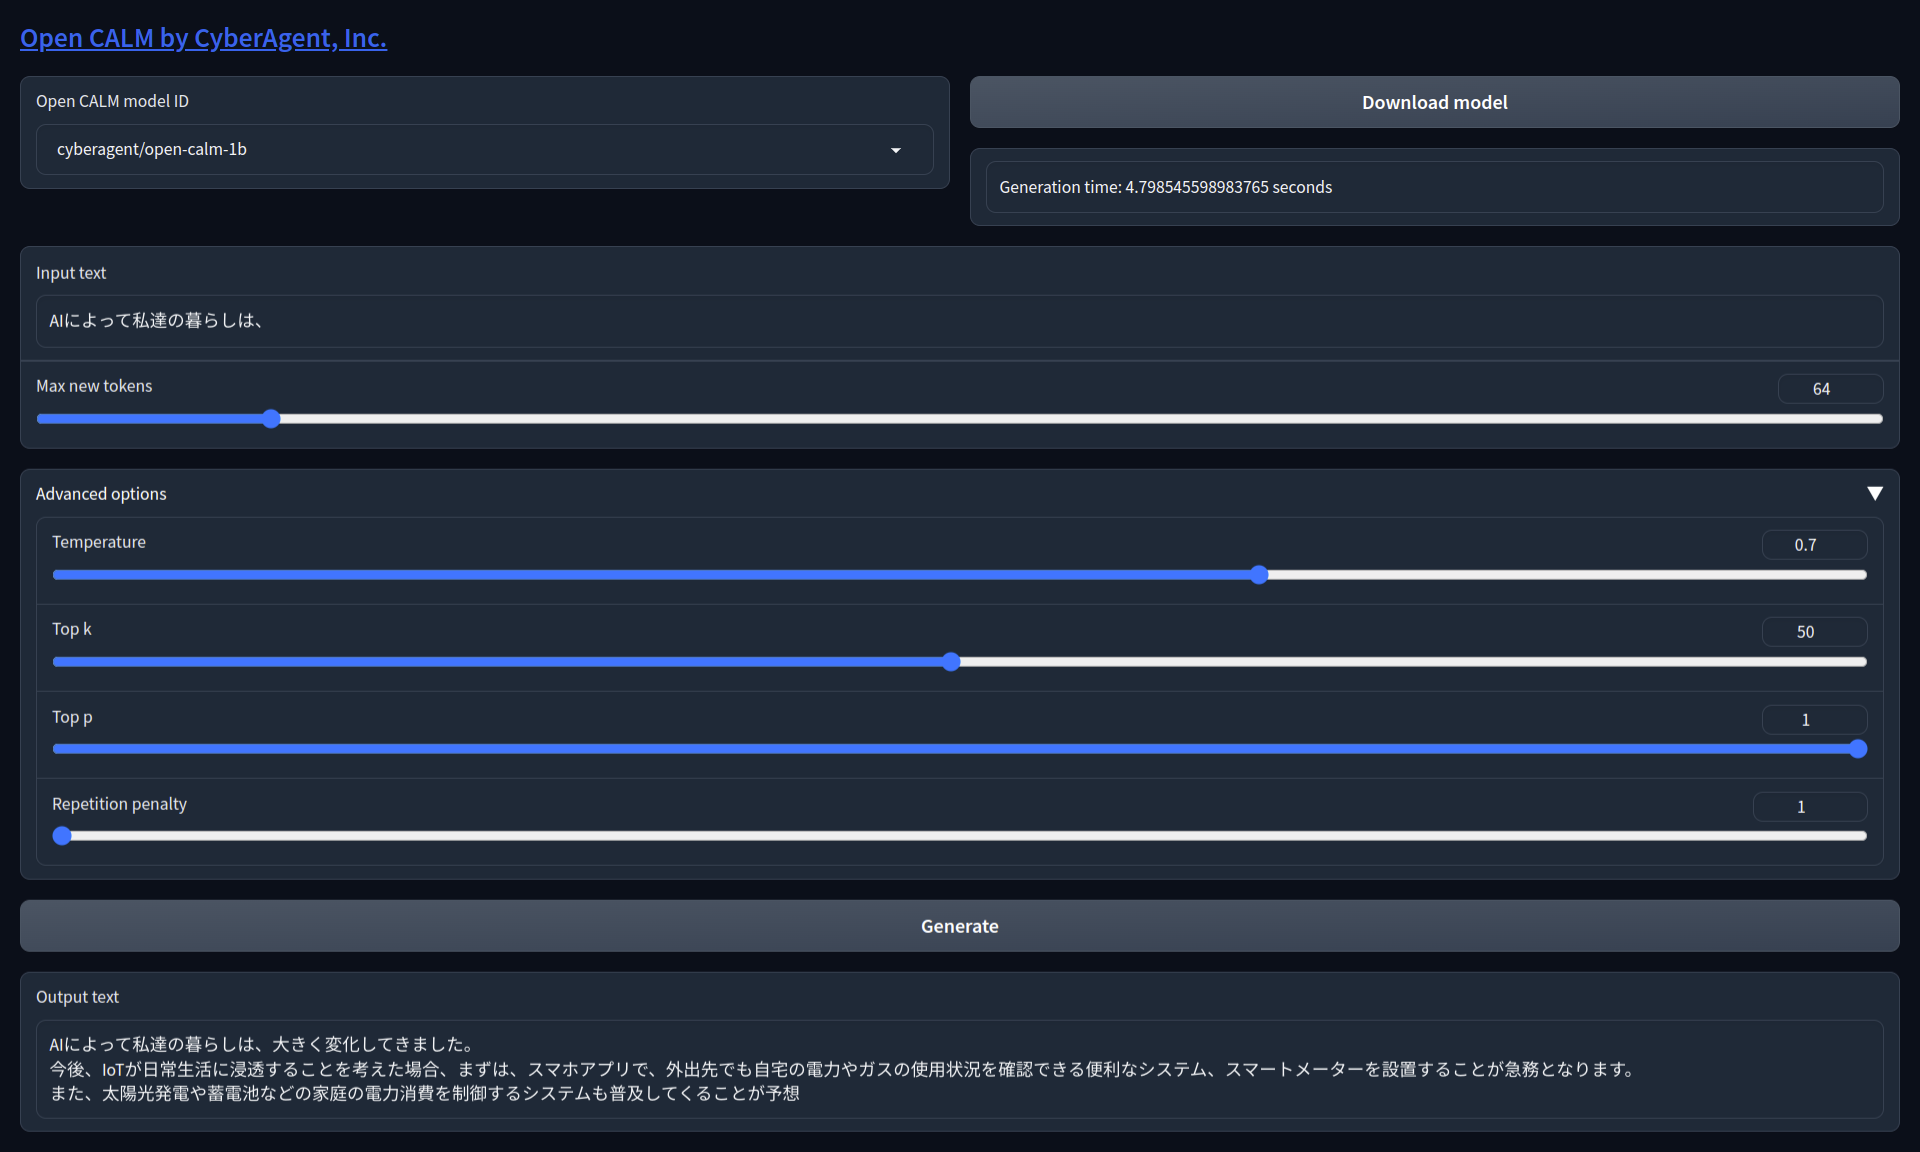 Open CALM by CyberAgent, Inc.
Open CALM model ID
cyberagent/open-calm-1b
Download model
Generation time: 4.798545598983765 seconds
Input text
AIによって私達の暮らしは、
Max new tokens
64
Advanced options
▼
Temperature
0.7
Top k
50
Top p
1
Repetition penalty
1
Generate
Output text
AIによって私達の暮らしは、大きく変化してきました。
今後、IoTが日常生活に浸透することを考えた場合、まずは、スマホアプリで、外出先でも自宅の電力やガスの使用状況を確認できる便利なシステム、スマートメーターを設置することが急務となります。
また、太陽光発電や蓄電池などの家庭の電力消費を制御するシステムも普及してくることが予想